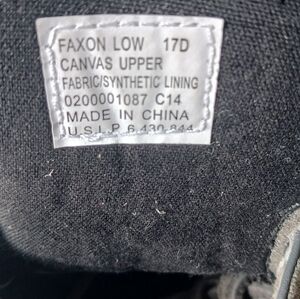 FAXON LOW 17D
CANVAS UPPER
FABRIC/SYNTHETIC LINING
0200001087 C14
MADE IN CHINA
U.S.I.P. 6,430,844